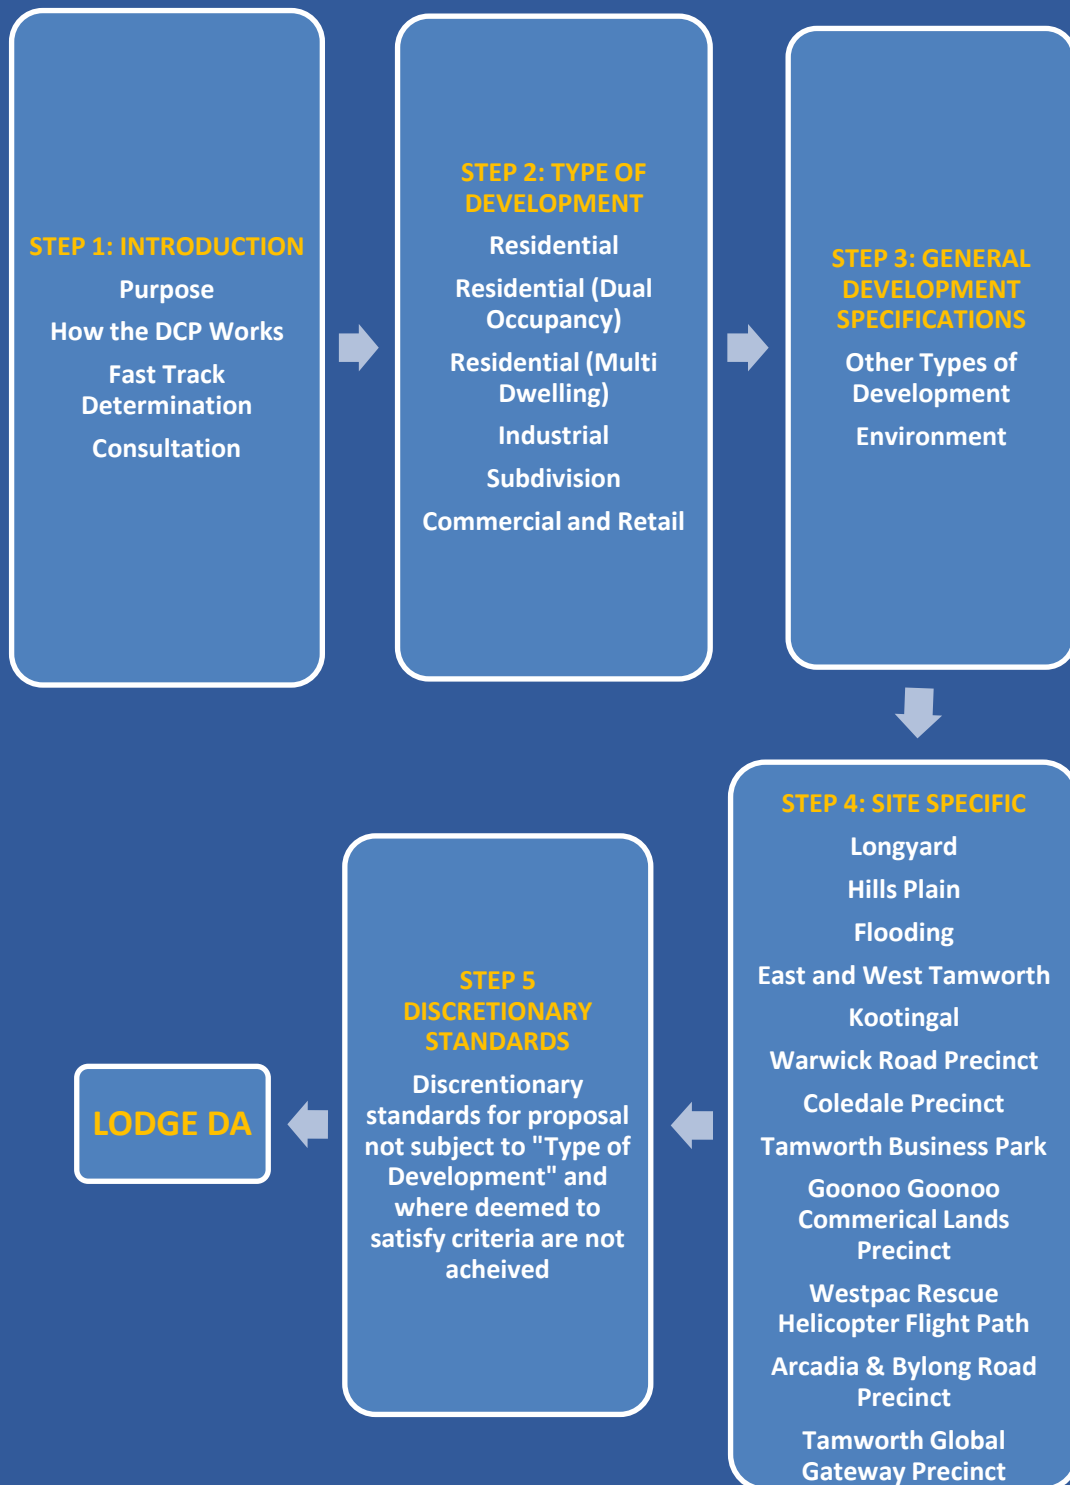 STEP 1: INTRODUCTION
Purpose
How the DCP Works
Fast Track
Determination
Consultation
STEP 2: TYPE OF
DEVELOPMENT
Residential
Residential (Dual
Occupancy)
Residential (Multi
Dwelling)
Industrial
Subdivision
Commercial and Retail
STEP 3: GENERAL
DEVELOPMENT
SPECIFICATIONS
Other Types of
Development
Environment
STEP 4: SITE SPECIFIC
Longyard
Hills Plain
Flooding
East and West Tamworth
Kootingal
Warwick Road Precinct
Coledale Precinct
Tamworth Business Park
Goonoo Goonoo
Commerical Lands
Precinct
Westpac Rescue
Helicopter Flight Path
Arcadia & Bylong Road
Precinct
Tamworth Global
Gateway Precinct
STEP 5
DISCRETIONARY
STANDARDS
Discrentionary
standards for proposal
not subject to "Type of
Development" and
where deemed to
satisfy criteria are not
acheived
LODGE DA